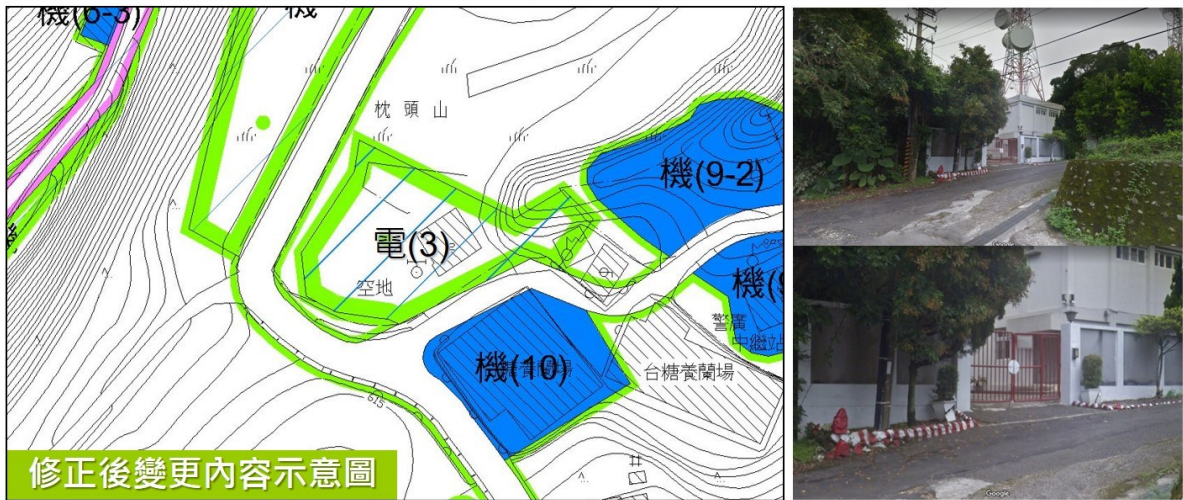 機(6-3)
機
枕頭山
機(9-2)
電(3)
空地
機(9
警廣
中繼站
機(10)
台糖養蘭場
615
井
修正後變更內容示意圖
Google
Google